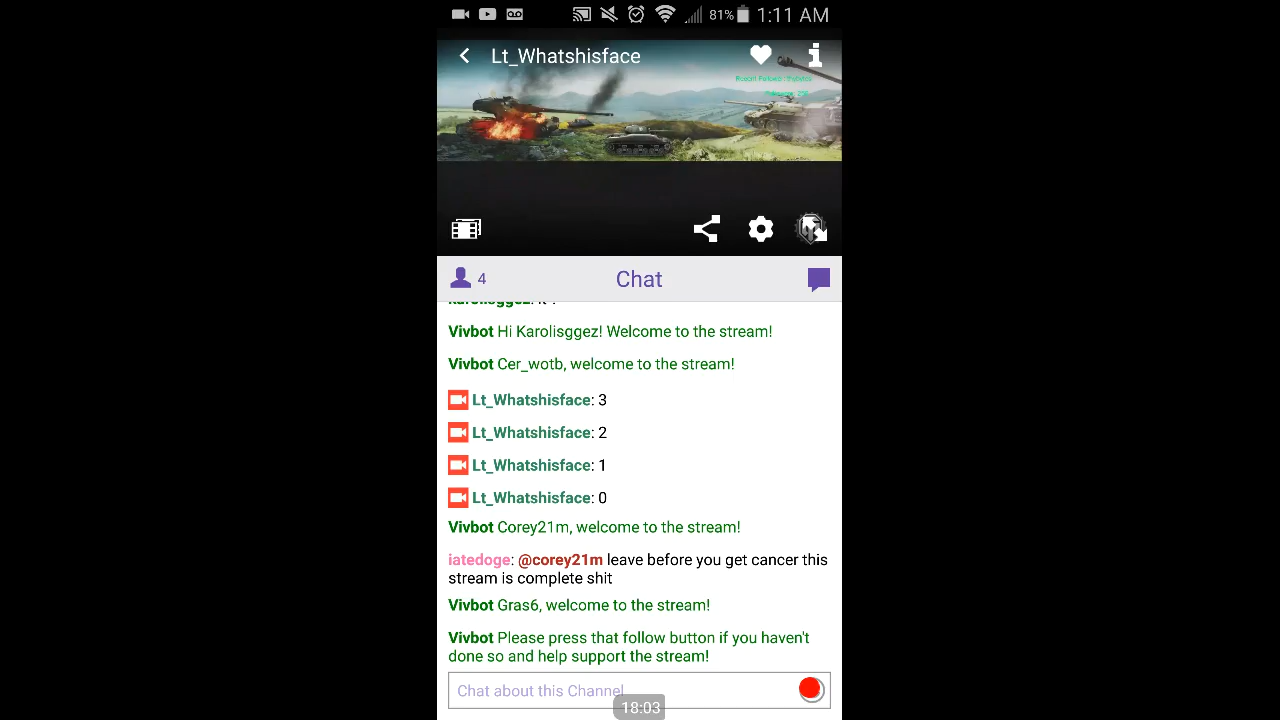 81% 1:11 AM
Lt_Whatshisface
4 Chat
Vivbot Hi Karolisggez! Welcome to the stream!
Vivbot Cer_wotb, welcome to the stream!
Lt_Whatshisface: 3
Lt_Whatshisface: 2
Lt_Whatshisface: 1
Lt_Whatshisface: 0
Vivbot Corey21m, welcome to the stream!
iatedoge: @corey21m leave before you get cancer this
stream is complete shit
Vivbot Gras6, welcome to the stream!
Vivbot Please press that follow button if you haven't
done so and help support the stream!
Chat about this Channel
18:03